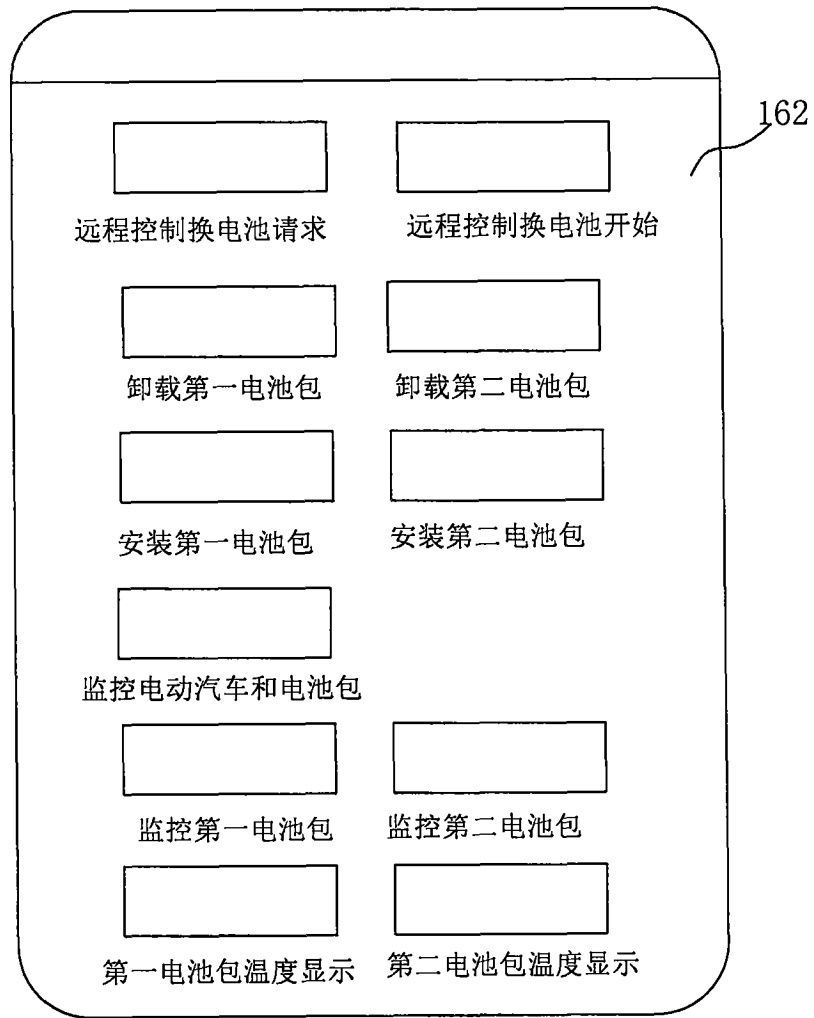 162
远程控制换电池请求
远程控制换电池开始
卸载第一电池包
卸载第二电池包
安装第一电池包
安装第二电池包
监控电动汽车和电池包
监控第一电池包
监控第二电池包
第一电池包温度显示
第二电池包温度显示